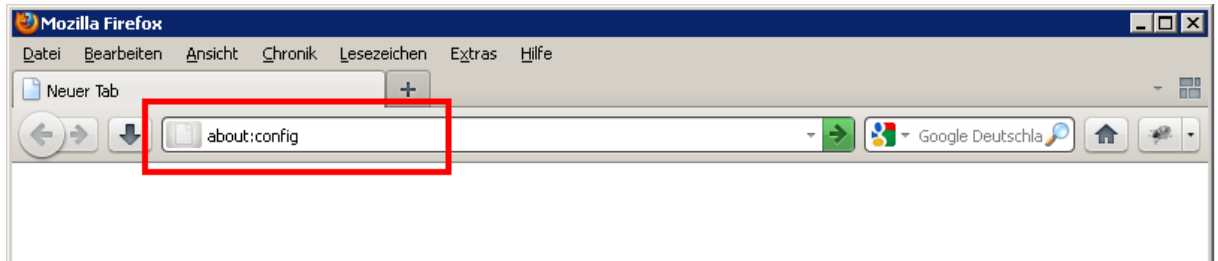 Mozilla Firefox
Datei Bearbeiten Ansicht Chronik Lesezeichen Extras Hilfe
Neuer Tab
about:config Google Deutschla